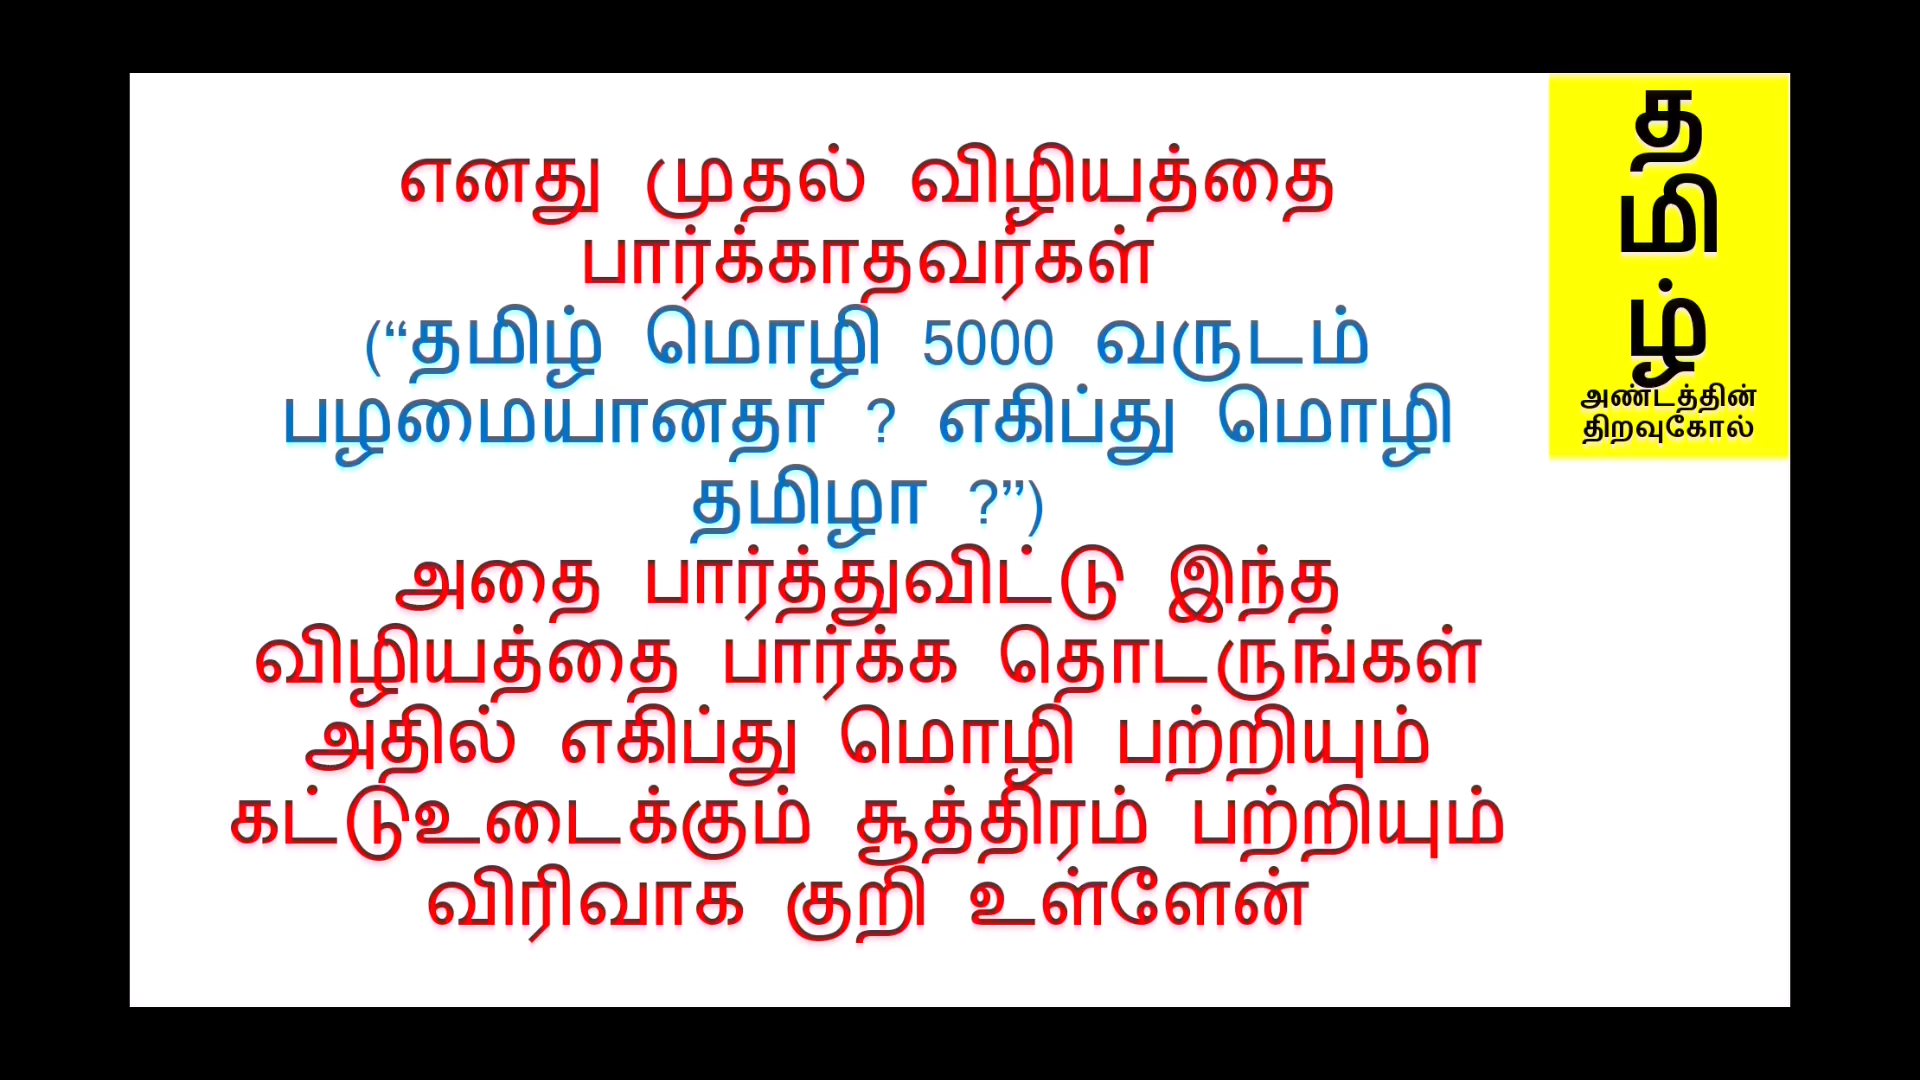 எனது முதல் விழியத்தை
பார்க்காதவர்கள்
(“தமிழ் மொழி 5000 வருடம்
பழமையானதா ? எகிப்து மொழி
தமிழா ?”)
அதை பார்த்துவிட்டு இந்த
விழியத்தை பார்க்க தொடருங்கள்
அதில் எகிப்து மொழி பற்றியும்
கட்டுஉடைக்கும் சூத்திரம் பற்றியும்
விரிவாக குறி உள்ளேன்
த
மி
ழ்
அண்டத்தின்
திறவுகோல்